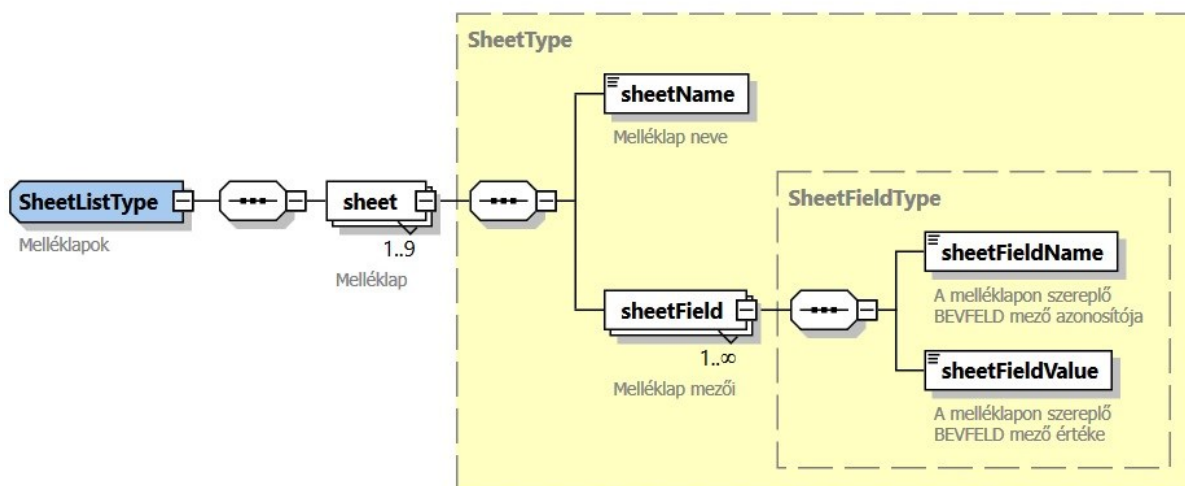 SheetType
sheetName
Melléklap neve
SheetListType
Melléklapok
sheet
1..9
Melléklap
SheetFieldType
sheetFieldName
A melléklapon szereplő
BEVFELD mező azonosítója
sheetField
1..∞
Melléklap mezői
sheetFieldValue
A melléklapon szereplő
BEVFELD mező értéke